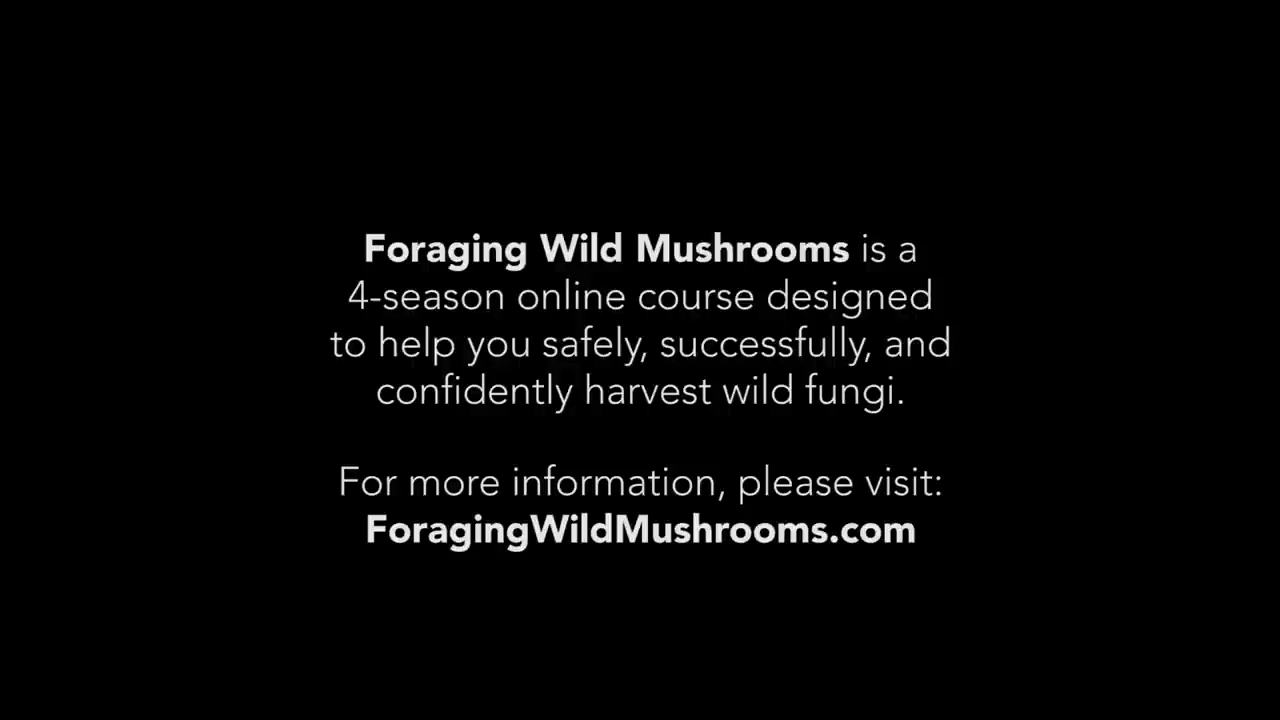 Foraging Wild Mushrooms is a
4-season online course designed
to help you safely, successfully, and
confidently harvest wild fungi.
For more information, please visit:
ForagingWildMushrooms.com